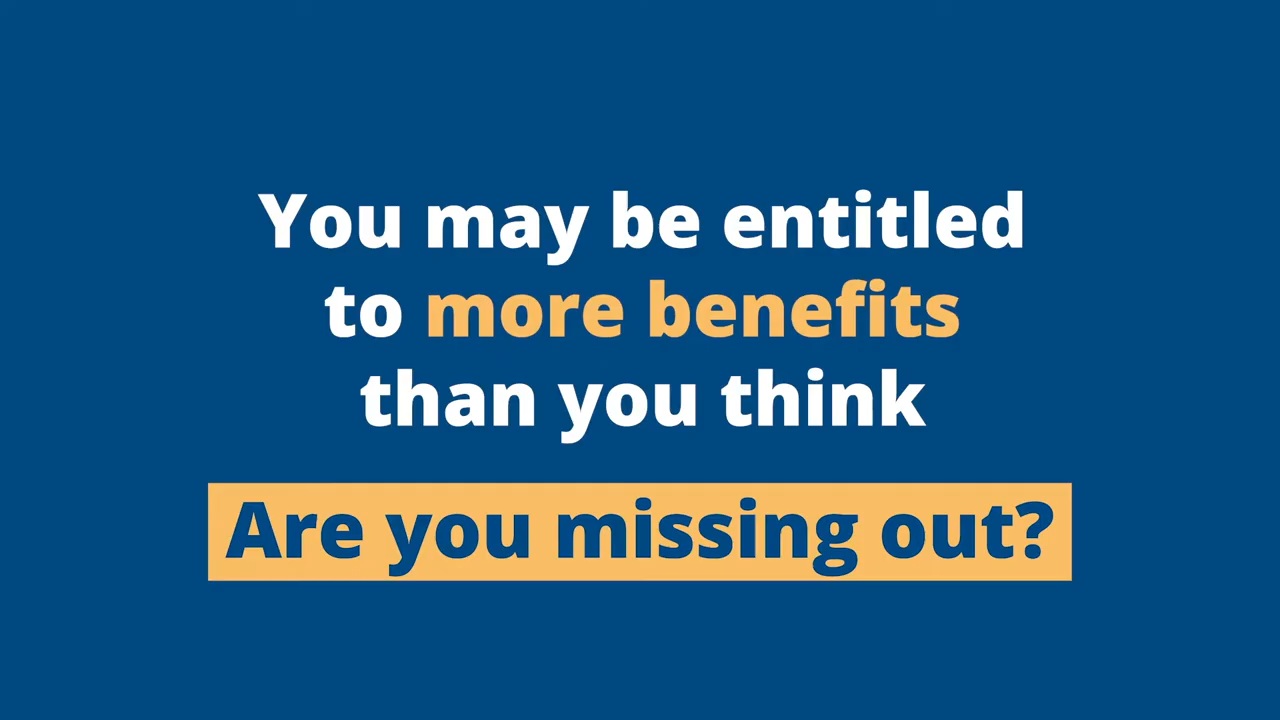 You may be entitled
to more benefits
than you think
Are you missing out?